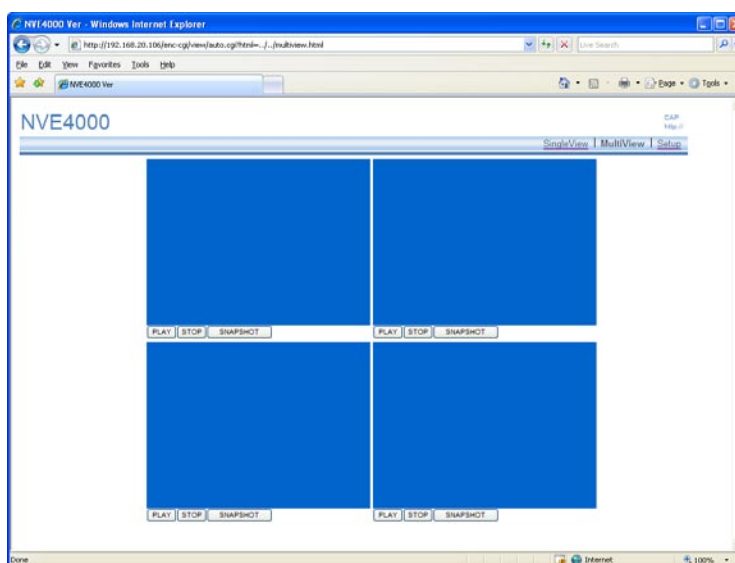 NVE4000 Ver - Windows Internet Explorer
http://192.168.20.106/enc-cgi/view/auto.cgi?html=../../multiview.html
Live Search
File Edit View Favorites Tools Help
NVE4000 Ver
Page Tools
NVE4000
CAP
http://
SingleView | MultiView | Setup
PLAY STOP SNAPSHOT PLAY STOP SNAPSHOT
PLAY STOP SNAPSHOT PLAY STOP SNAPSHOT
Done Internet 100%